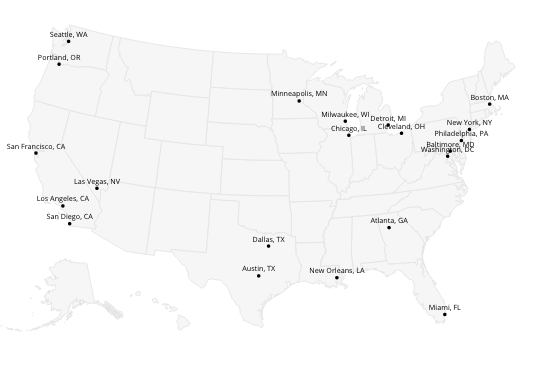 Seattle, WA
Portland, OR
Minneapolis, MN
Boston, MA
Milwaukee, WI
Detroit, MI
New York, NY
Chicago, IL
Cleveland, OH
Philadelphia, PA
San Francisco, CA
Baltimore, MD
Washington, DC
Las Vegas, NV
Los Angeles, CA
San Diego, CA
Atlanta, GA
Dallas, TX
Austin, TX
New Orleans, LA
Miami, FL